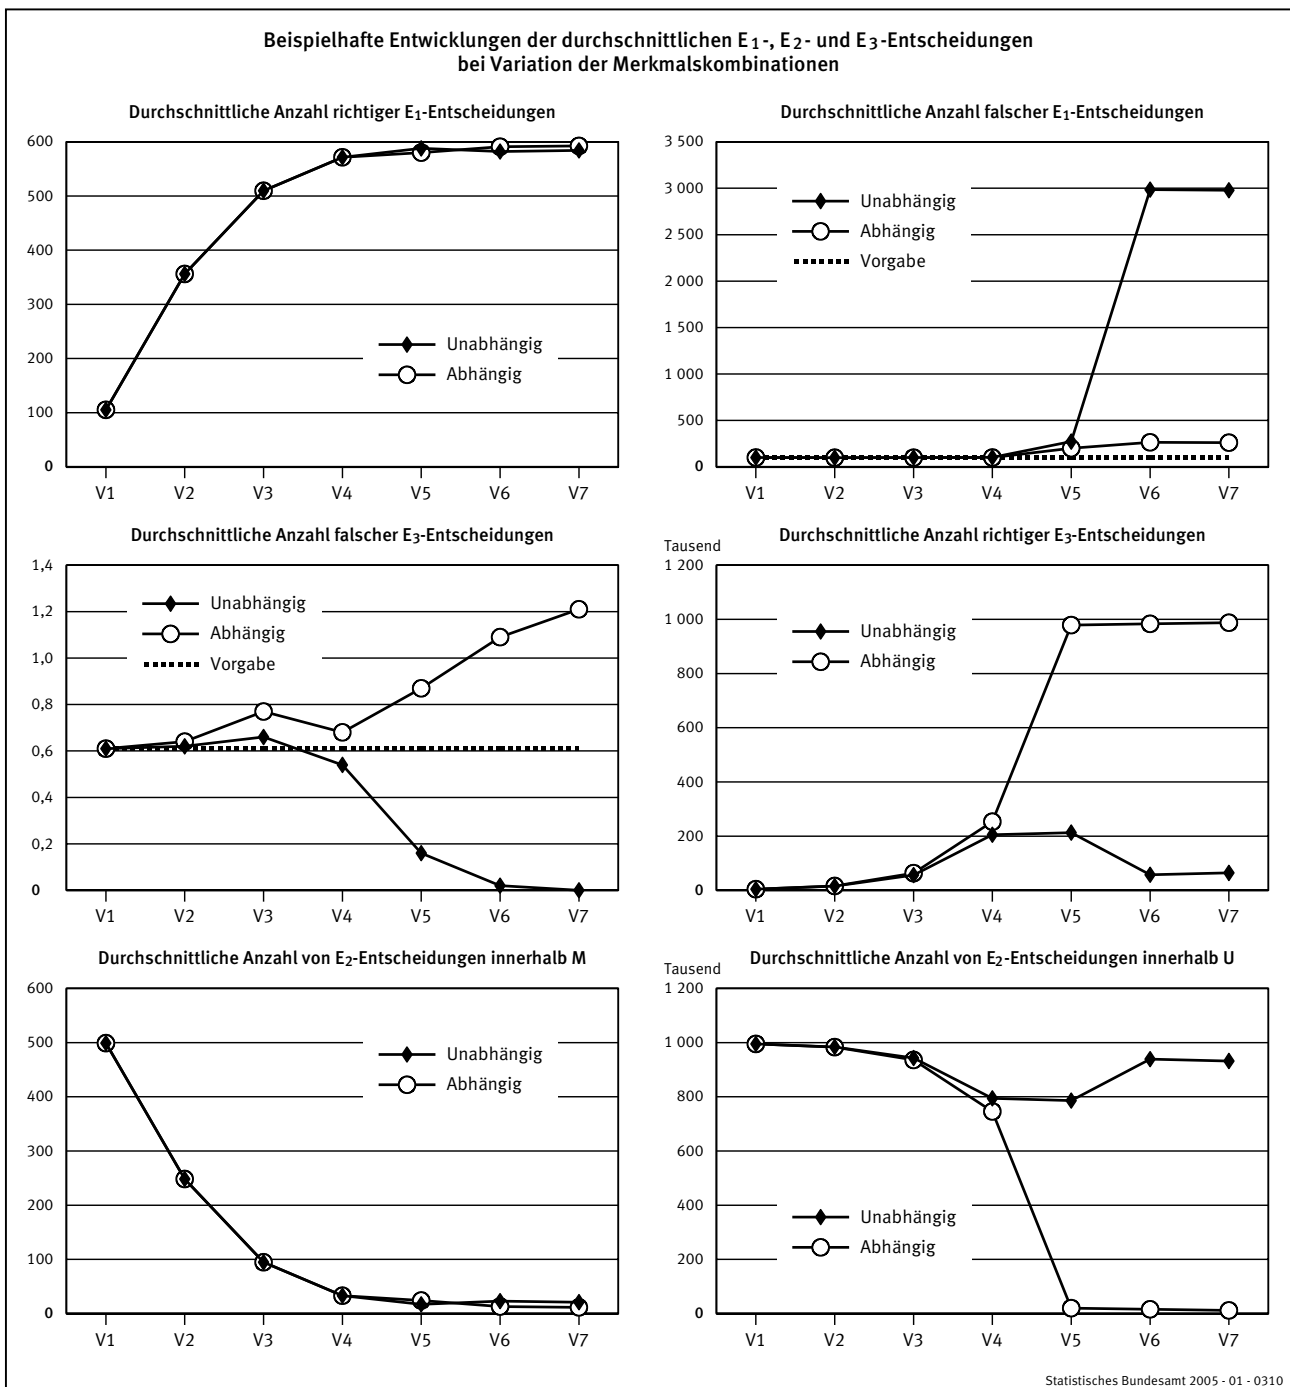 Beispielhafte Entwicklungen der durchschnittlichen E1-, E2- und E3-Entscheidungen
bei Variation der Merkmalskombinationen
Durchschnittliche Anzahl richtiger E1-Entscheidungen
600
500
400
300
200
100
0
Unabhängig
Abhängig
V1 V2 V3 V4 V5 V6 V7
Durchschnittliche Anzahl falscher E1-Entscheidungen
3 500
3 000
2 500
2 000
1 500
1 000
500
0
Unabhängig
Abhängig
Vorgabe
V1 V2 V3 V4 V5 V6 V7
Durchschnittliche Anzahl falscher E3-Entscheidungen
1,4
1,2
1,0
0,8
0,6
0,4
0,2
0
Unabhängig
Abhängig
Vorgabe
V1 V2 V3 V4 V5 V6 V7
Durchschnittliche Anzahl richtiger E3-Entscheidungen
Tausend
1 200
1 000
800
600
400
200
0
Unabhängig
Abhängig
V1 V2 V3 V4 V5 V6 V7
Durchschnittliche Anzahl von E2-Entscheidungen innerhalb M
600
500
400
300
200
100
0
Unabhängig
Abhängig
V1 V2 V3 V4 V5 V6 V7
Durchschnittliche Anzahl von E2-Entscheidungen innerhalb U
Tausend
1 200
1 000
800
600
400
200
0
Unabhängig
Abhängig
V1 V2 V3 V4 V5 V6 V7
Statistisches Bundesamt 2005 - 01 - 0310